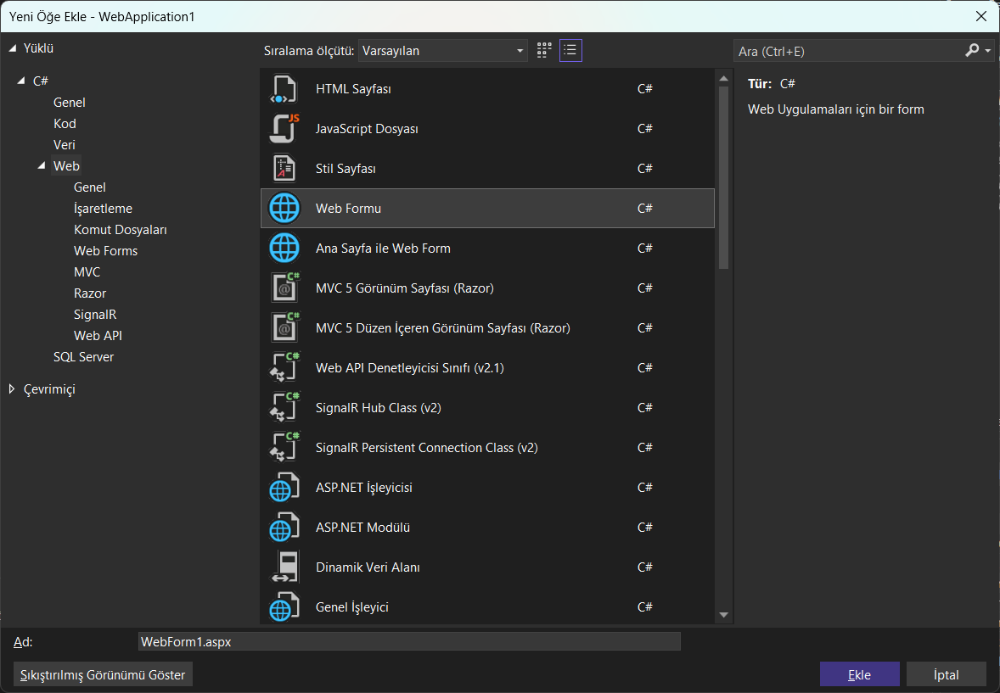 Yeni Öğe Ekle - WebApplication1
Yüklü
C#
Genel
Kod
Veri
Web
Genel
İşaretleme
Komut Dosyaları
Web Forms
MVC
Razor
SignalR
Web API
SQL Server
Çevrimiçi
Sıralama ölçütü: Varsayılan
HTML Sayfası C#
JavaScript Dosyası C#
Stil Sayfası C#
Web Formu C#
Ana Sayfa ile Web Form C#
MVC 5 Görünüm Sayfası (Razor) C#
MVC 5 Düzen İçeren Görünüm Sayfası (Razor) C#
Web API Denetleyicisi Sınıfı (v2.1) C#
SignalR Hub Class (v2) C#
SignalR Persistent Connection Class (v2) C#
ASP.NET İşleyicisi C#
ASP.NET Modülü C#
Dinamik Veri Alanı C#
Genel İşleyici C#
Ara (Ctrl+E)
Tür: C#
Web Uygulamaları için bir form
Ad: WebForm1.aspx
Sıkıştırılmış Görünümü Göster
Ekle
İptal